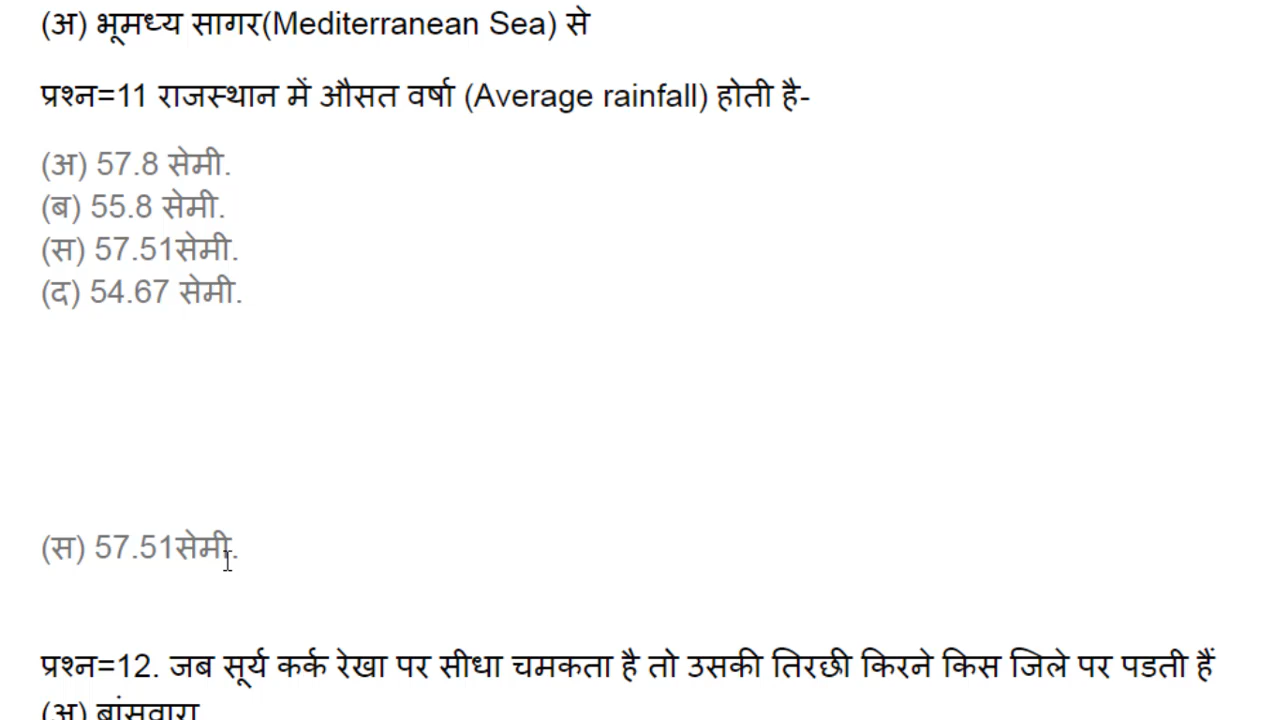 (अ) भूमध्य सागर(Mediterranean Sea) से
प्रश्न=11 राजस्थान में औसत वर्षा (Average rainfall) होती है-
(अ) 57.8 सेमी.
(ब) 55.8 सेमी.
(स) 57.51सेमी.
(द) 54.67 सेमी.
(स) 57.51सेमी.
प्रश्न=12. जब सूर्य कर्क रेखा पर सीधा चमकता है तो उसकी तिरछी किरने किस जिले पर पडती हैं
(अ) बांसवारा